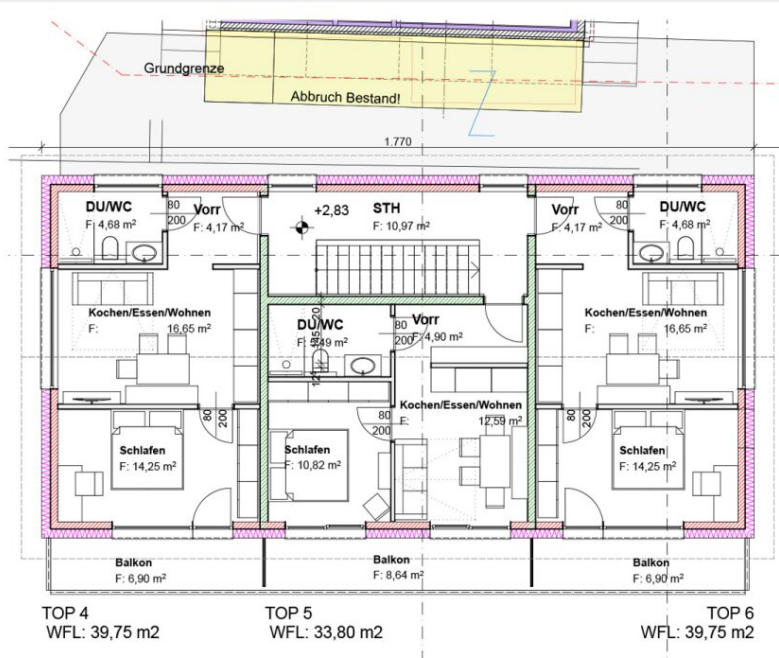 Grundgrenze
Abbruch Bestand!
1.770
DU/WC
F: 4,68 m²
80
200
Vorr
F: 4,17 m²
+2,83
STH
F: 10,97 m²
Vorr
F: 4,17 m²
80
200
DU/WC
F: 4,68 m²
Kochen/Essen/Wohnen
F: 16,65 m²
DU/WC
80
200
Vorr
F: 4,90 m²
Kochen/Essen/Wohnen
F: 16,65 m²
20
80
200
Schlafen
F: 14,25 m²
Schlafen
F: 10,82 m²
80
200
Kochen/Essen/Wohnen
F: 12,59 m²
80
200
Schlafen
F: 14,25 m²
Balkon
F: 6,90 m²
Balkon
F: 8,64 m²
Balkon
F: 6,90 m²
TOP 4
WFL: 39,75 m2
TOP 5
WFL: 33,80 m2
TOP 6
WFL: 39,75 m2